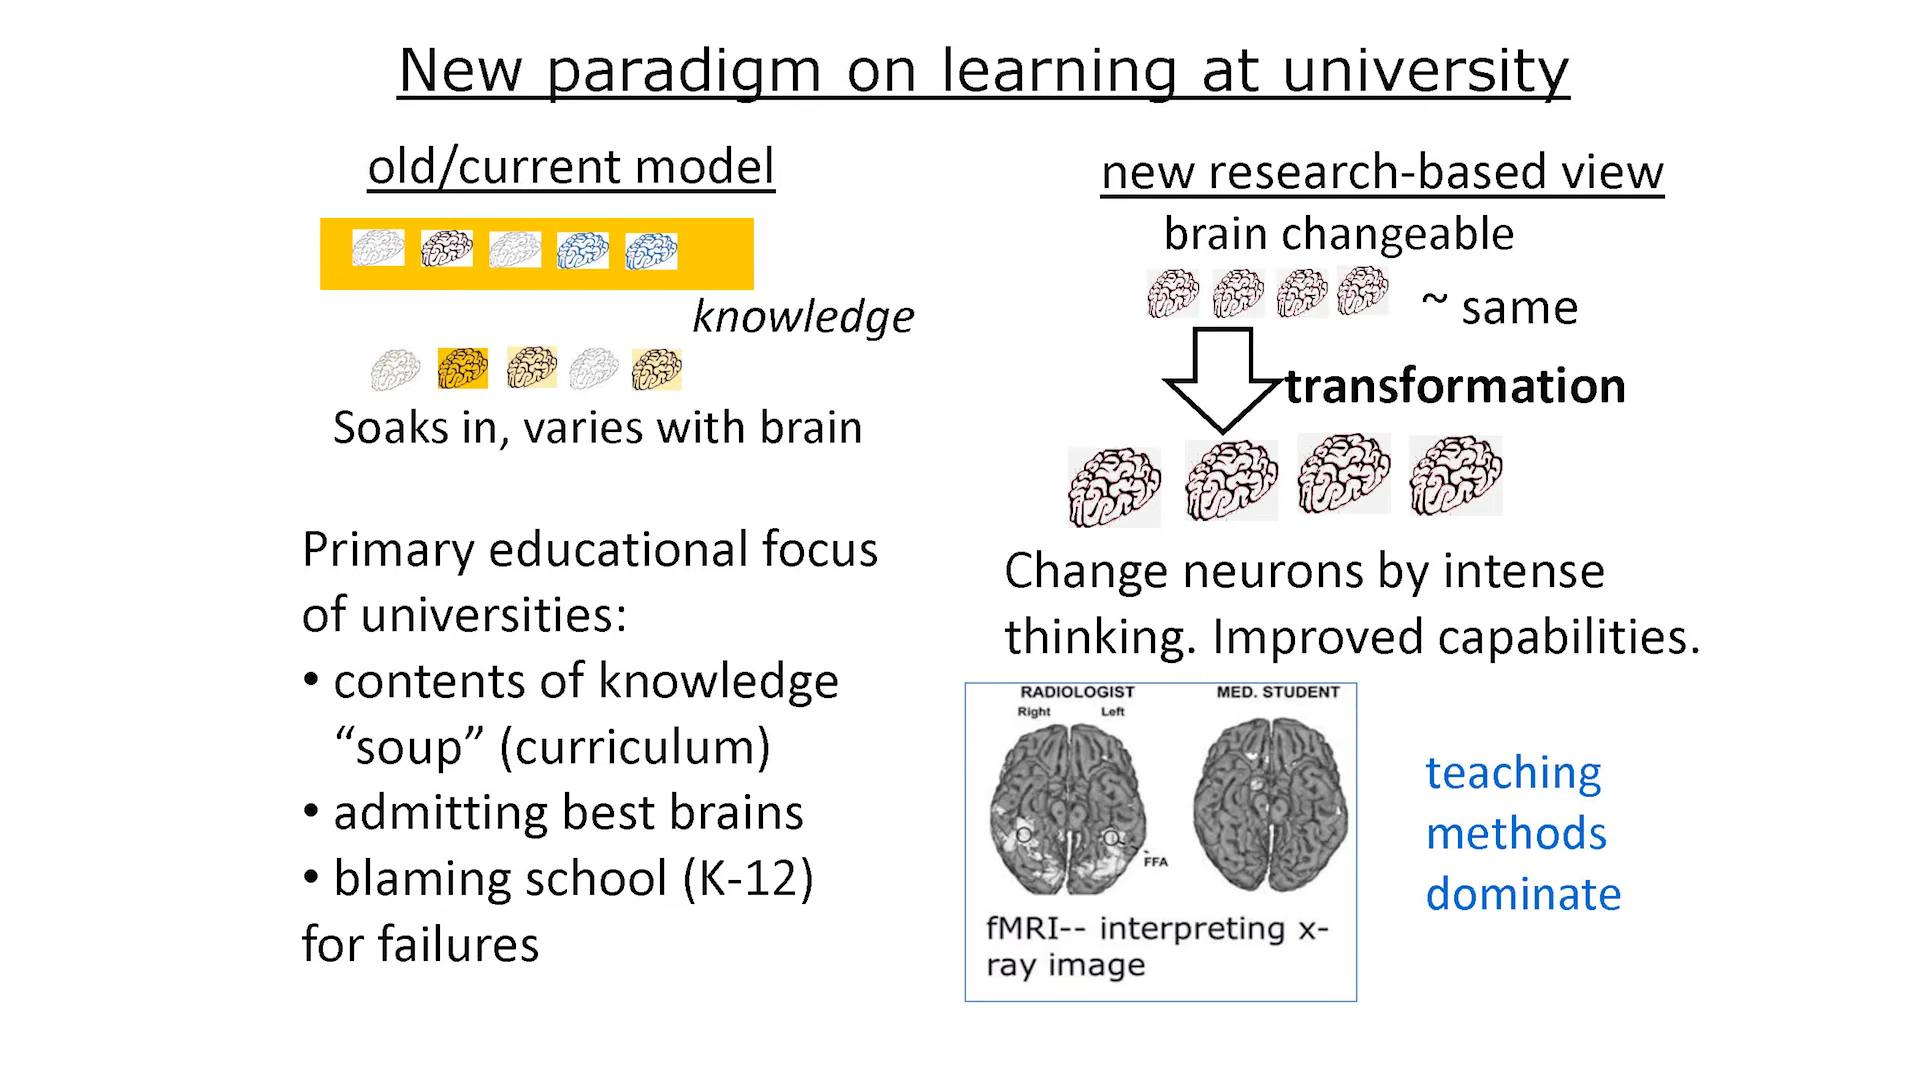 New paradigm on learning at university
old/current model
knowledge
Soaks in, varies with brain
Primary educational focus
of universities:
• contents of knowledge
“soup” (curriculum)
• admitting best brains
• blaming school (K-12)
for failures
new research-based view
brain changeable
~ same
transformation
Change neurons by intense
thinking. Improved capabilities.
RADIOLOGIST
Right Left
MED. STUDENT
FFA
fMRI-- interpreting x-
ray image
teaching
methods
dominate